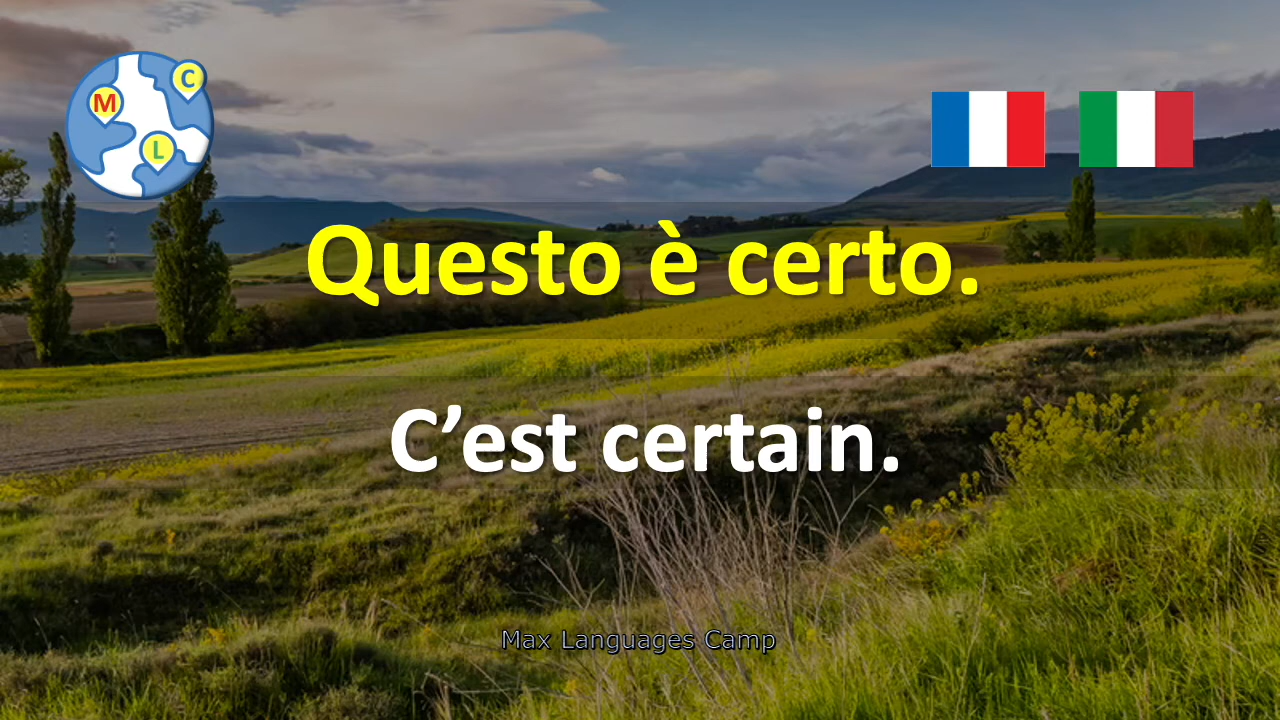 M
C
L
Questo è certo.
C’est certain.
Max Languages Camp